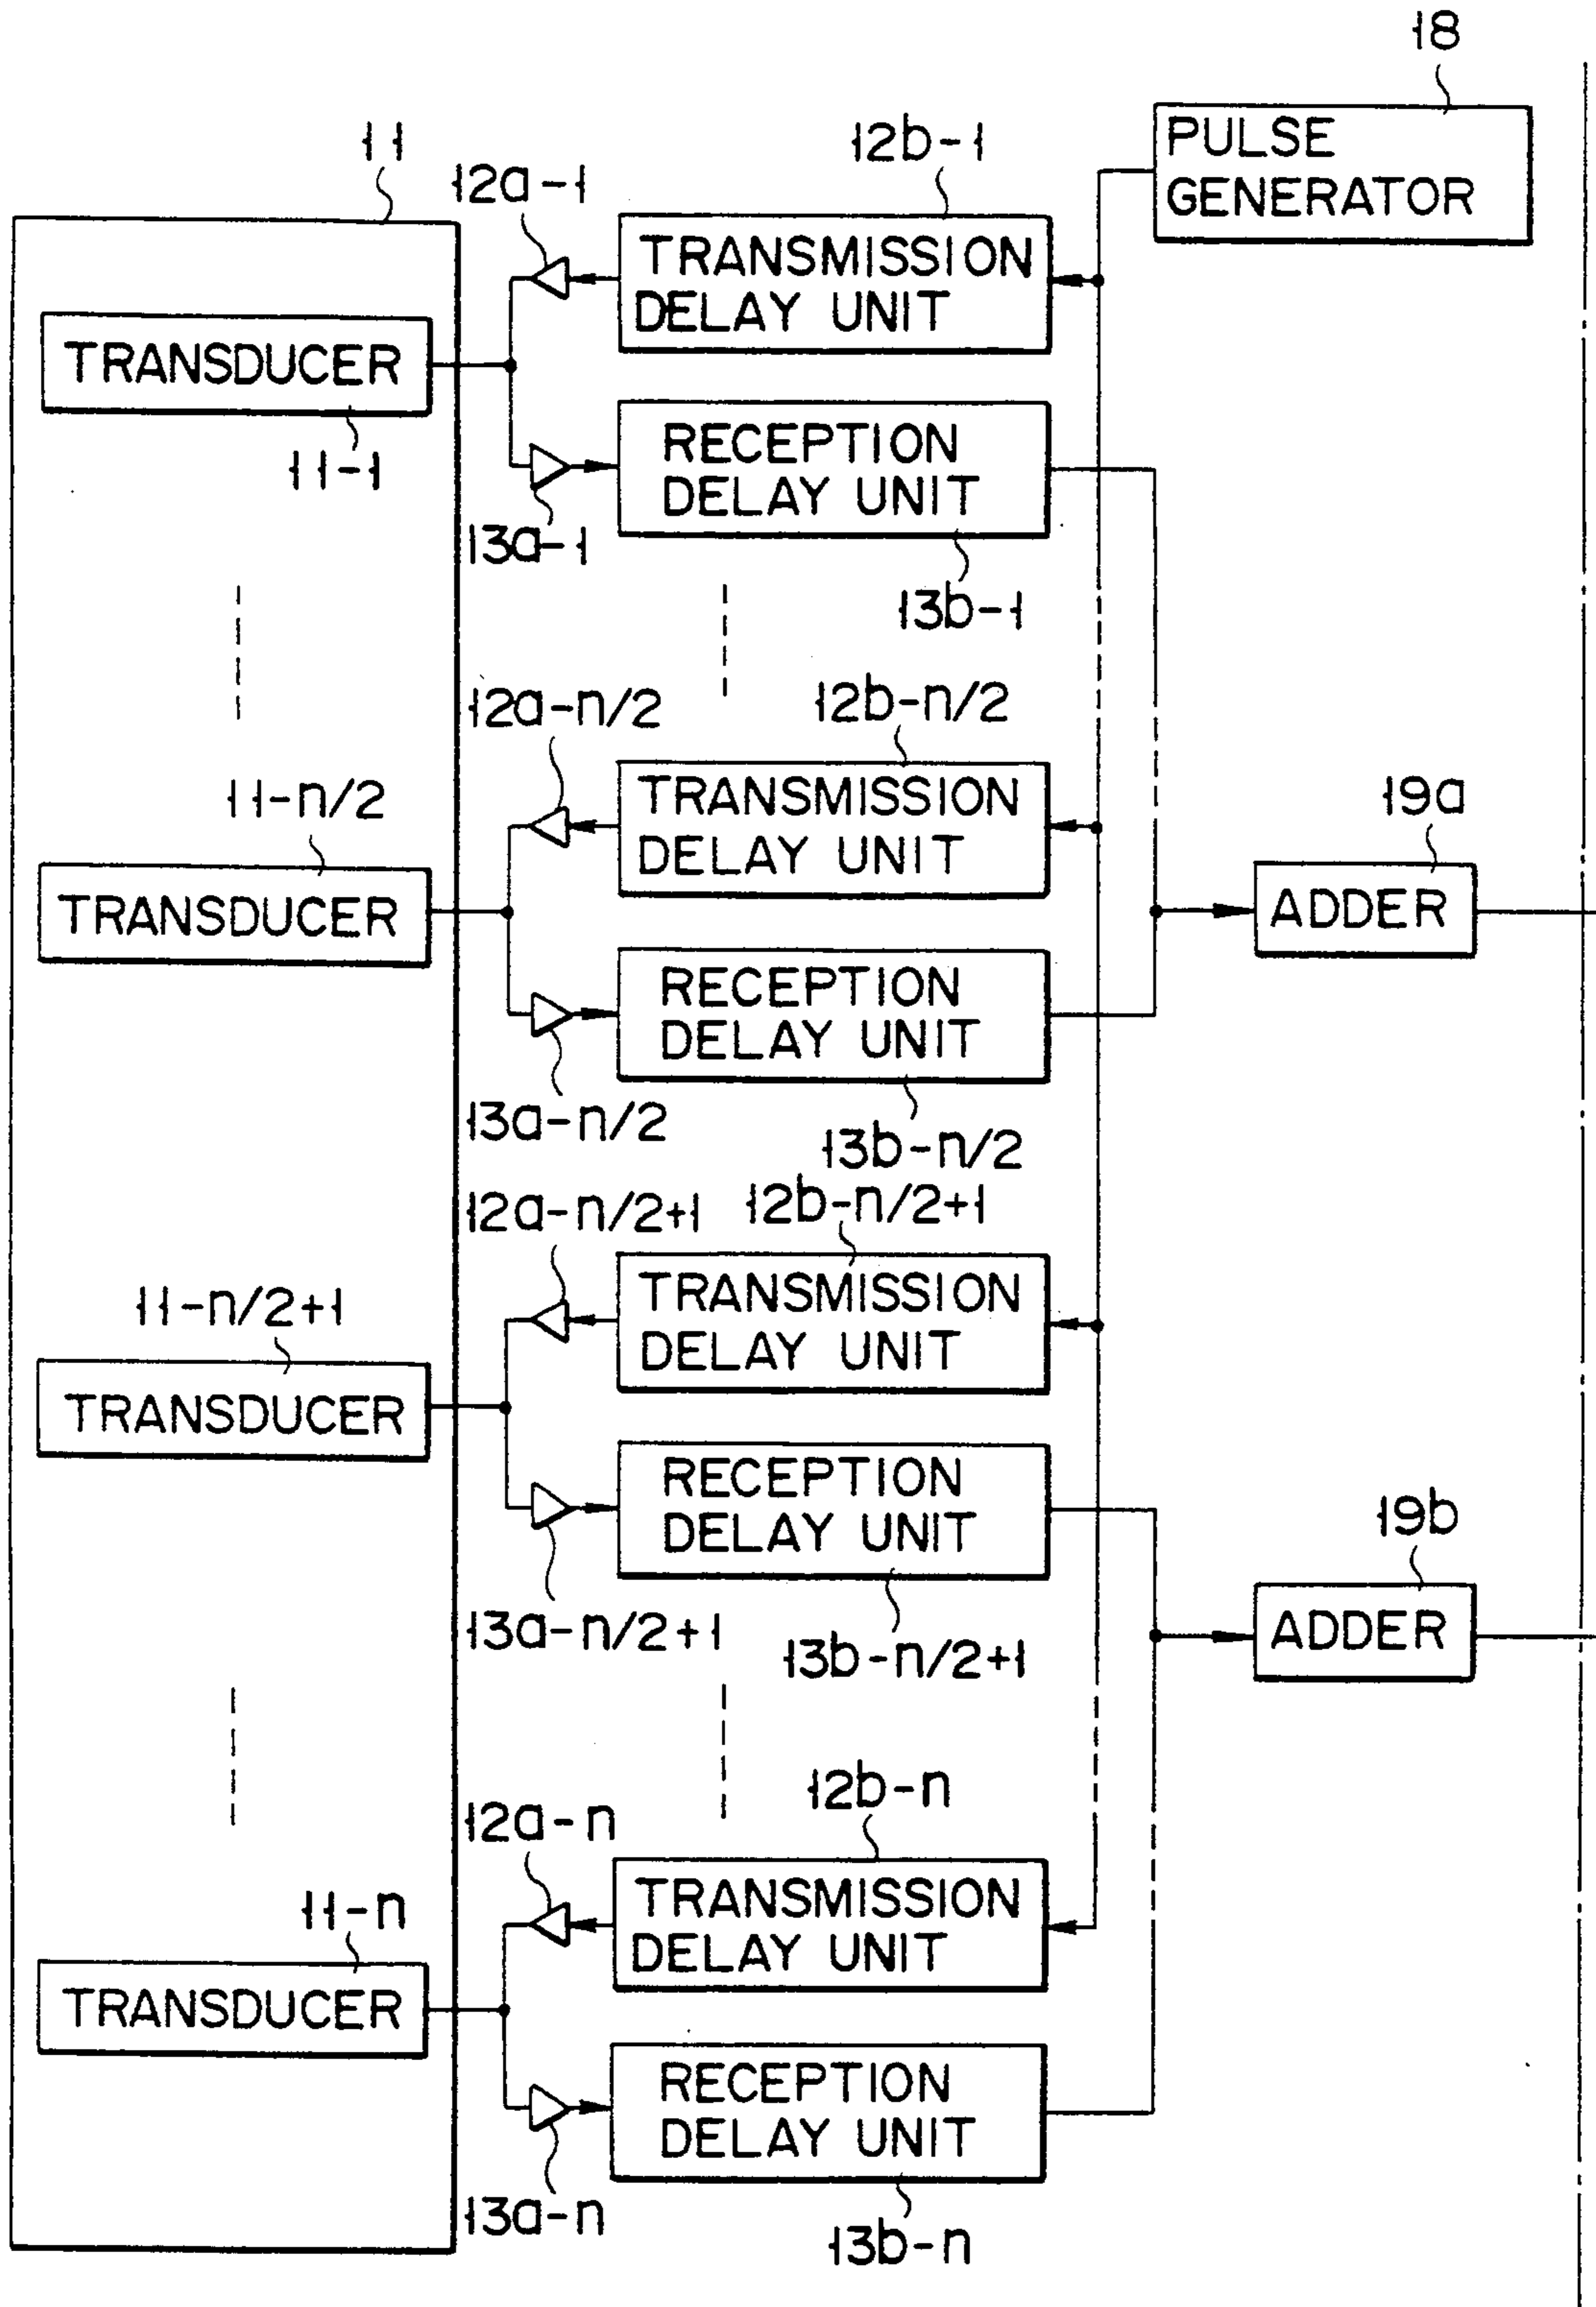 18
PULSE
GENERATOR
11
12a-1
12b-1
TRANSMISSION
DELAY UNIT
TRANSDUCER
11-1
RECEPTION
DELAY UNIT
13a-1
13b-1
12a-n/2
12b-n/2
11-n/2
TRANSMISSION
DELAY UNIT
19a
TRANSDUCER
ADDER
RECEPTION
DELAY UNIT
13a-n/2
13b-n/2
12a-n/2+1
12b-n/2+1
11-n/2+1
TRANSMISSION
DELAY UNIT
TRANSDUCER
RECEPTION
DELAY UNIT
19b
ADDER
13a-n/2+1
13b-n/2+1
12a-n
12b-n
11-n
TRANSMISSION
DELAY UNIT
TRANSDUCER
RECEPTION
DELAY UNIT
13a-n
13b-n